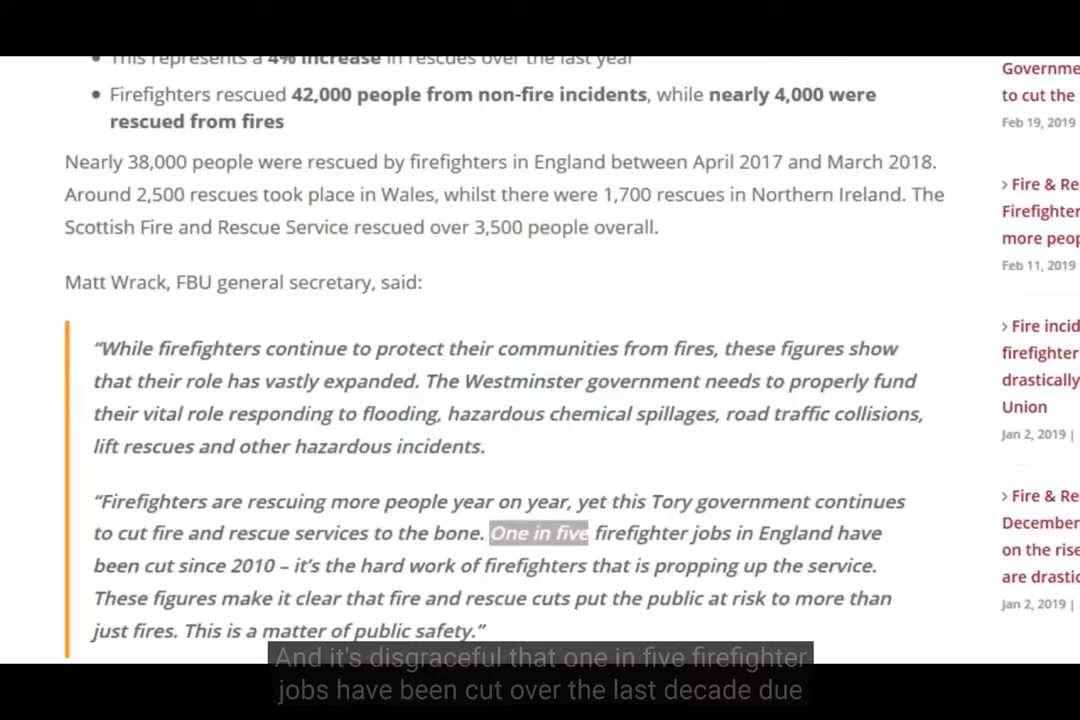 • This represents a 4% increase in rescues over the last year
• Firefighters rescued 42,000 people from non-fire incidents, while nearly 4,000 were
rescued from fires
Nearly 38,000 people were rescued by firefighters in England between April 2017 and March 2018.
Around 2,500 rescues took place in Wales, whilst there were 1,700 rescues in Northern Ireland. The
Scottish Fire and Rescue Service rescued over 3,500 people overall.
Matt Wrack, FBU general secretary, said:
“While firefighters continue to protect their communities from fires, these figures show
that their role has vastly expanded. The Westminster government needs to properly fund
their vital role responding to flooding, hazardous chemical spillages, road traffic collisions,
lift rescues and other hazardous incidents.
“Firefighters are rescuing more people year on year, yet this Tory government continues
to cut fire and rescue services to the bone. One in five firefighter jobs in England have
been cut since 2010 – it’s the hard work of firefighters that is propping up the service.
These figures make it clear that fire and rescue cuts put the public at risk to more than
just fires. This is a matter of public safety.”
Governme
to cut the
Feb 19, 2019
> Fire & Re
Firefighter
more peop
Feb 11, 2019
> Fire incid
firefighter
drastically
Union
Jan 2, 2019 |
> Fire & Re
December
on the rise
are drastic
Jan 2, 2019 |
And it's disgraceful that one in five firefighter
jobs have been cut over the last decade due